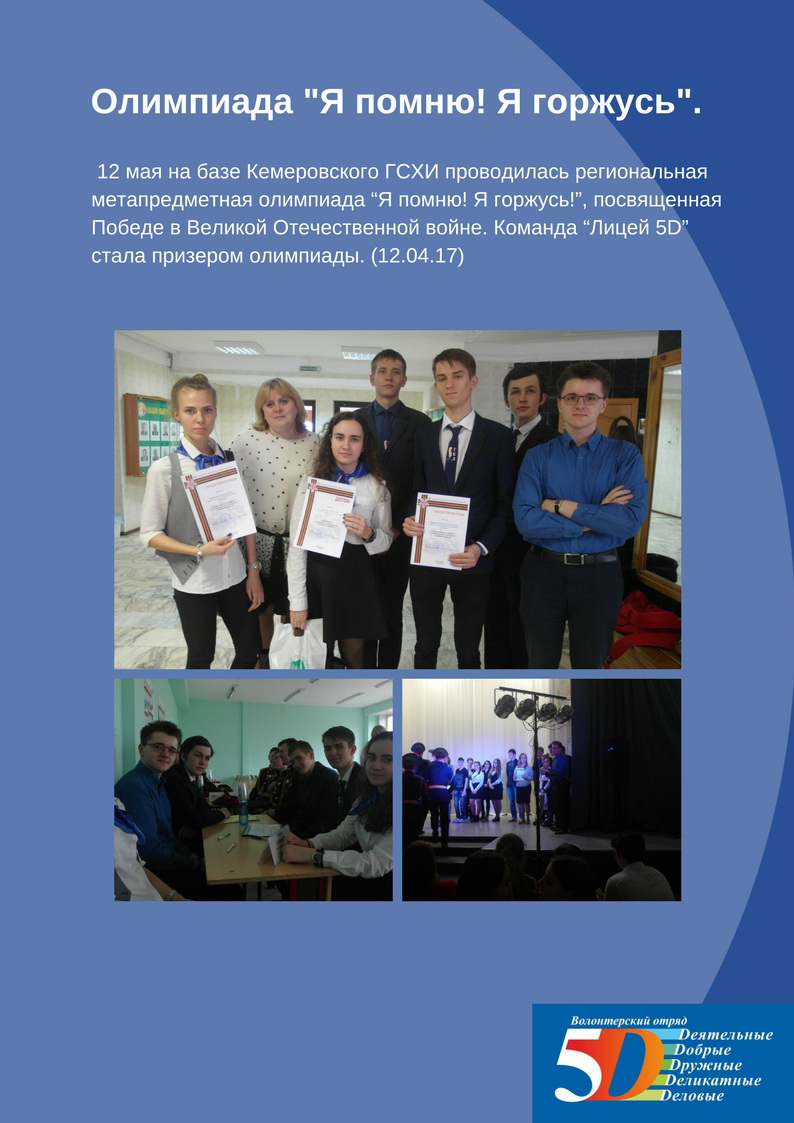 Олимпиада "Я помню! Я горжусь".
12 мая на базе Кемеровского ГСХИ проводилась региональная
метапредметная олимпиада “Я помню! Я горжусь!”, посвященная
Победе в Великой Отечественной войне. Команда “Лицей 5D”
стала призером олимпиады. (12.04.17)
Волонтерский отряд
5D
Деятельные
Добрые
Дружные
Деликатные
Деловые